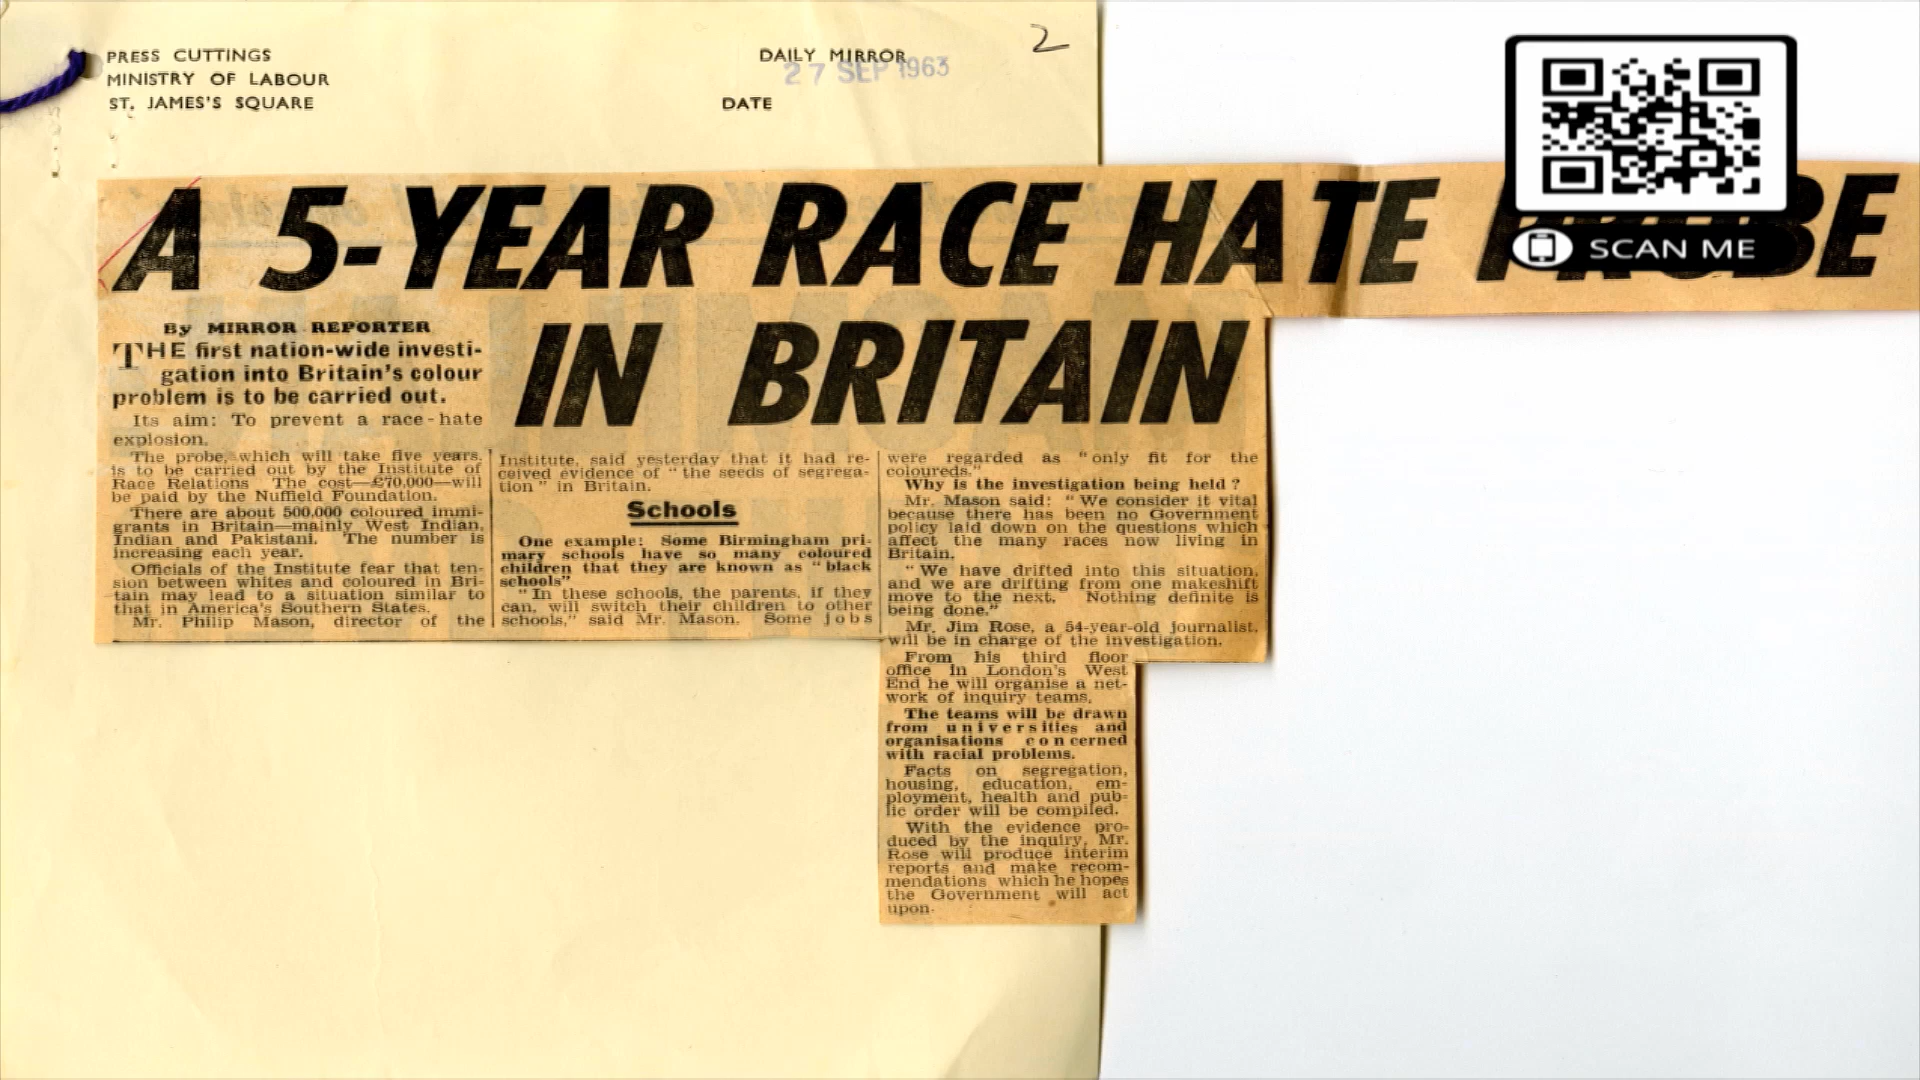 PRESS CUTTINGS
MINISTRY OF LABOUR
ST. JAMES'S SQUARE
DAILY MIRROR
27 SEP 1963
DATE
2
SCAN ME
A 5-YEAR RACE HATE PROBE
IN BRITAIN
By MIRROR REPORTER
THE first nation-wide investi-
gation into Britain's colour
problem is to be carried out.
Its aim: To prevent a race-hate
explosion.
The probe, which will take five years,
is to be carried out by the Institute of
Race Relations The cost—£70,000—will
be paid by the Nuffield Foundation.
There are about 500,000 coloured immi-
grants in Britain—mainly West Indian,
Indian and Pakistani. The number is
increasing each year.
Officials of the Institute fear that ten-
sion between whites and coloured in Bri-
tain may lead to a situation similar to
that in America's Southern States.
Mr. Philip Mason, director of the
Institute, said yesterday that it had re-
ceived evidence of "the seeds of segrega-
tion" in Britain.
Schools
One example: Some Birmingham pri-
mary schools have so many coloured
children that they are known as "black
schools"
"In these schools, the parents, if they
can, will switch their children to other
schools," said Mr. Mason. Some jobs
were regarded as "only fit for the
coloureds."
Why is the investigation being held?
Mr. Mason said: "We consider it vital
because there has been no Government
policy laid down on the questions which
affect the many races now living in
Britain.
"We have drifted into this situation,
and we are drifting from one makeshift
move to the next. Nothing definite is
being done."
Mr. Jim Rose, a 54-year-old journalist,
will be in charge of the investigation.
From his third floor
office in London's West
End he will organise a net-
work of inquiry teams.
The teams will be drawn
from universities and
organisations concerned
with racial problems.
Facts on segregation,
housing, education, em-
ployment, health and pub-
lic order will be compiled.
With the evidence pro-
duced by the inquiry, Mr.
Rose will produce interim
reports and make recom-
mendations which he hopes
the Government will act
upon.